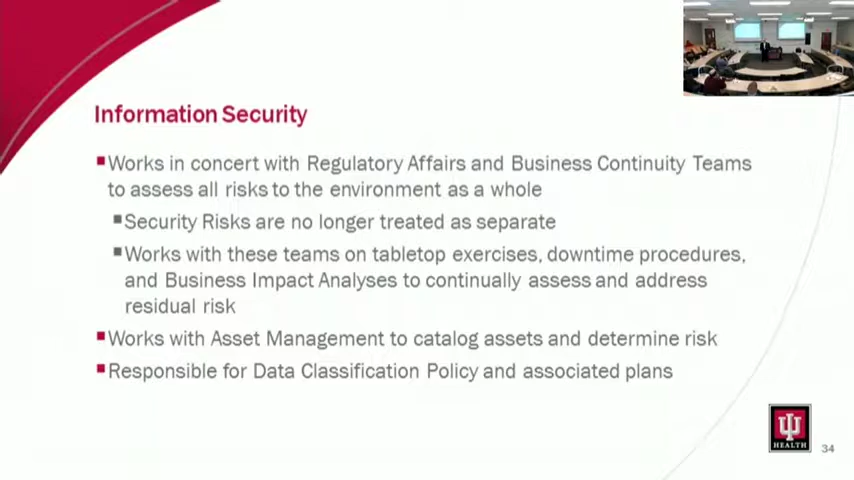 Information Security
Works in concert with Regulatory Affairs and Business Continuity Teams
to assess all risks to the environment as a whole
Security Risks are no longer treated as separate
Works with these teams on tabletop exercises, downtime procedures,
and Business Impact Analyses to continually assess and address
residual risk
Works with Asset Management to catalog assets and determine risk
Responsible for Data Classification Policy and associated plans
IU
HEALTH
34